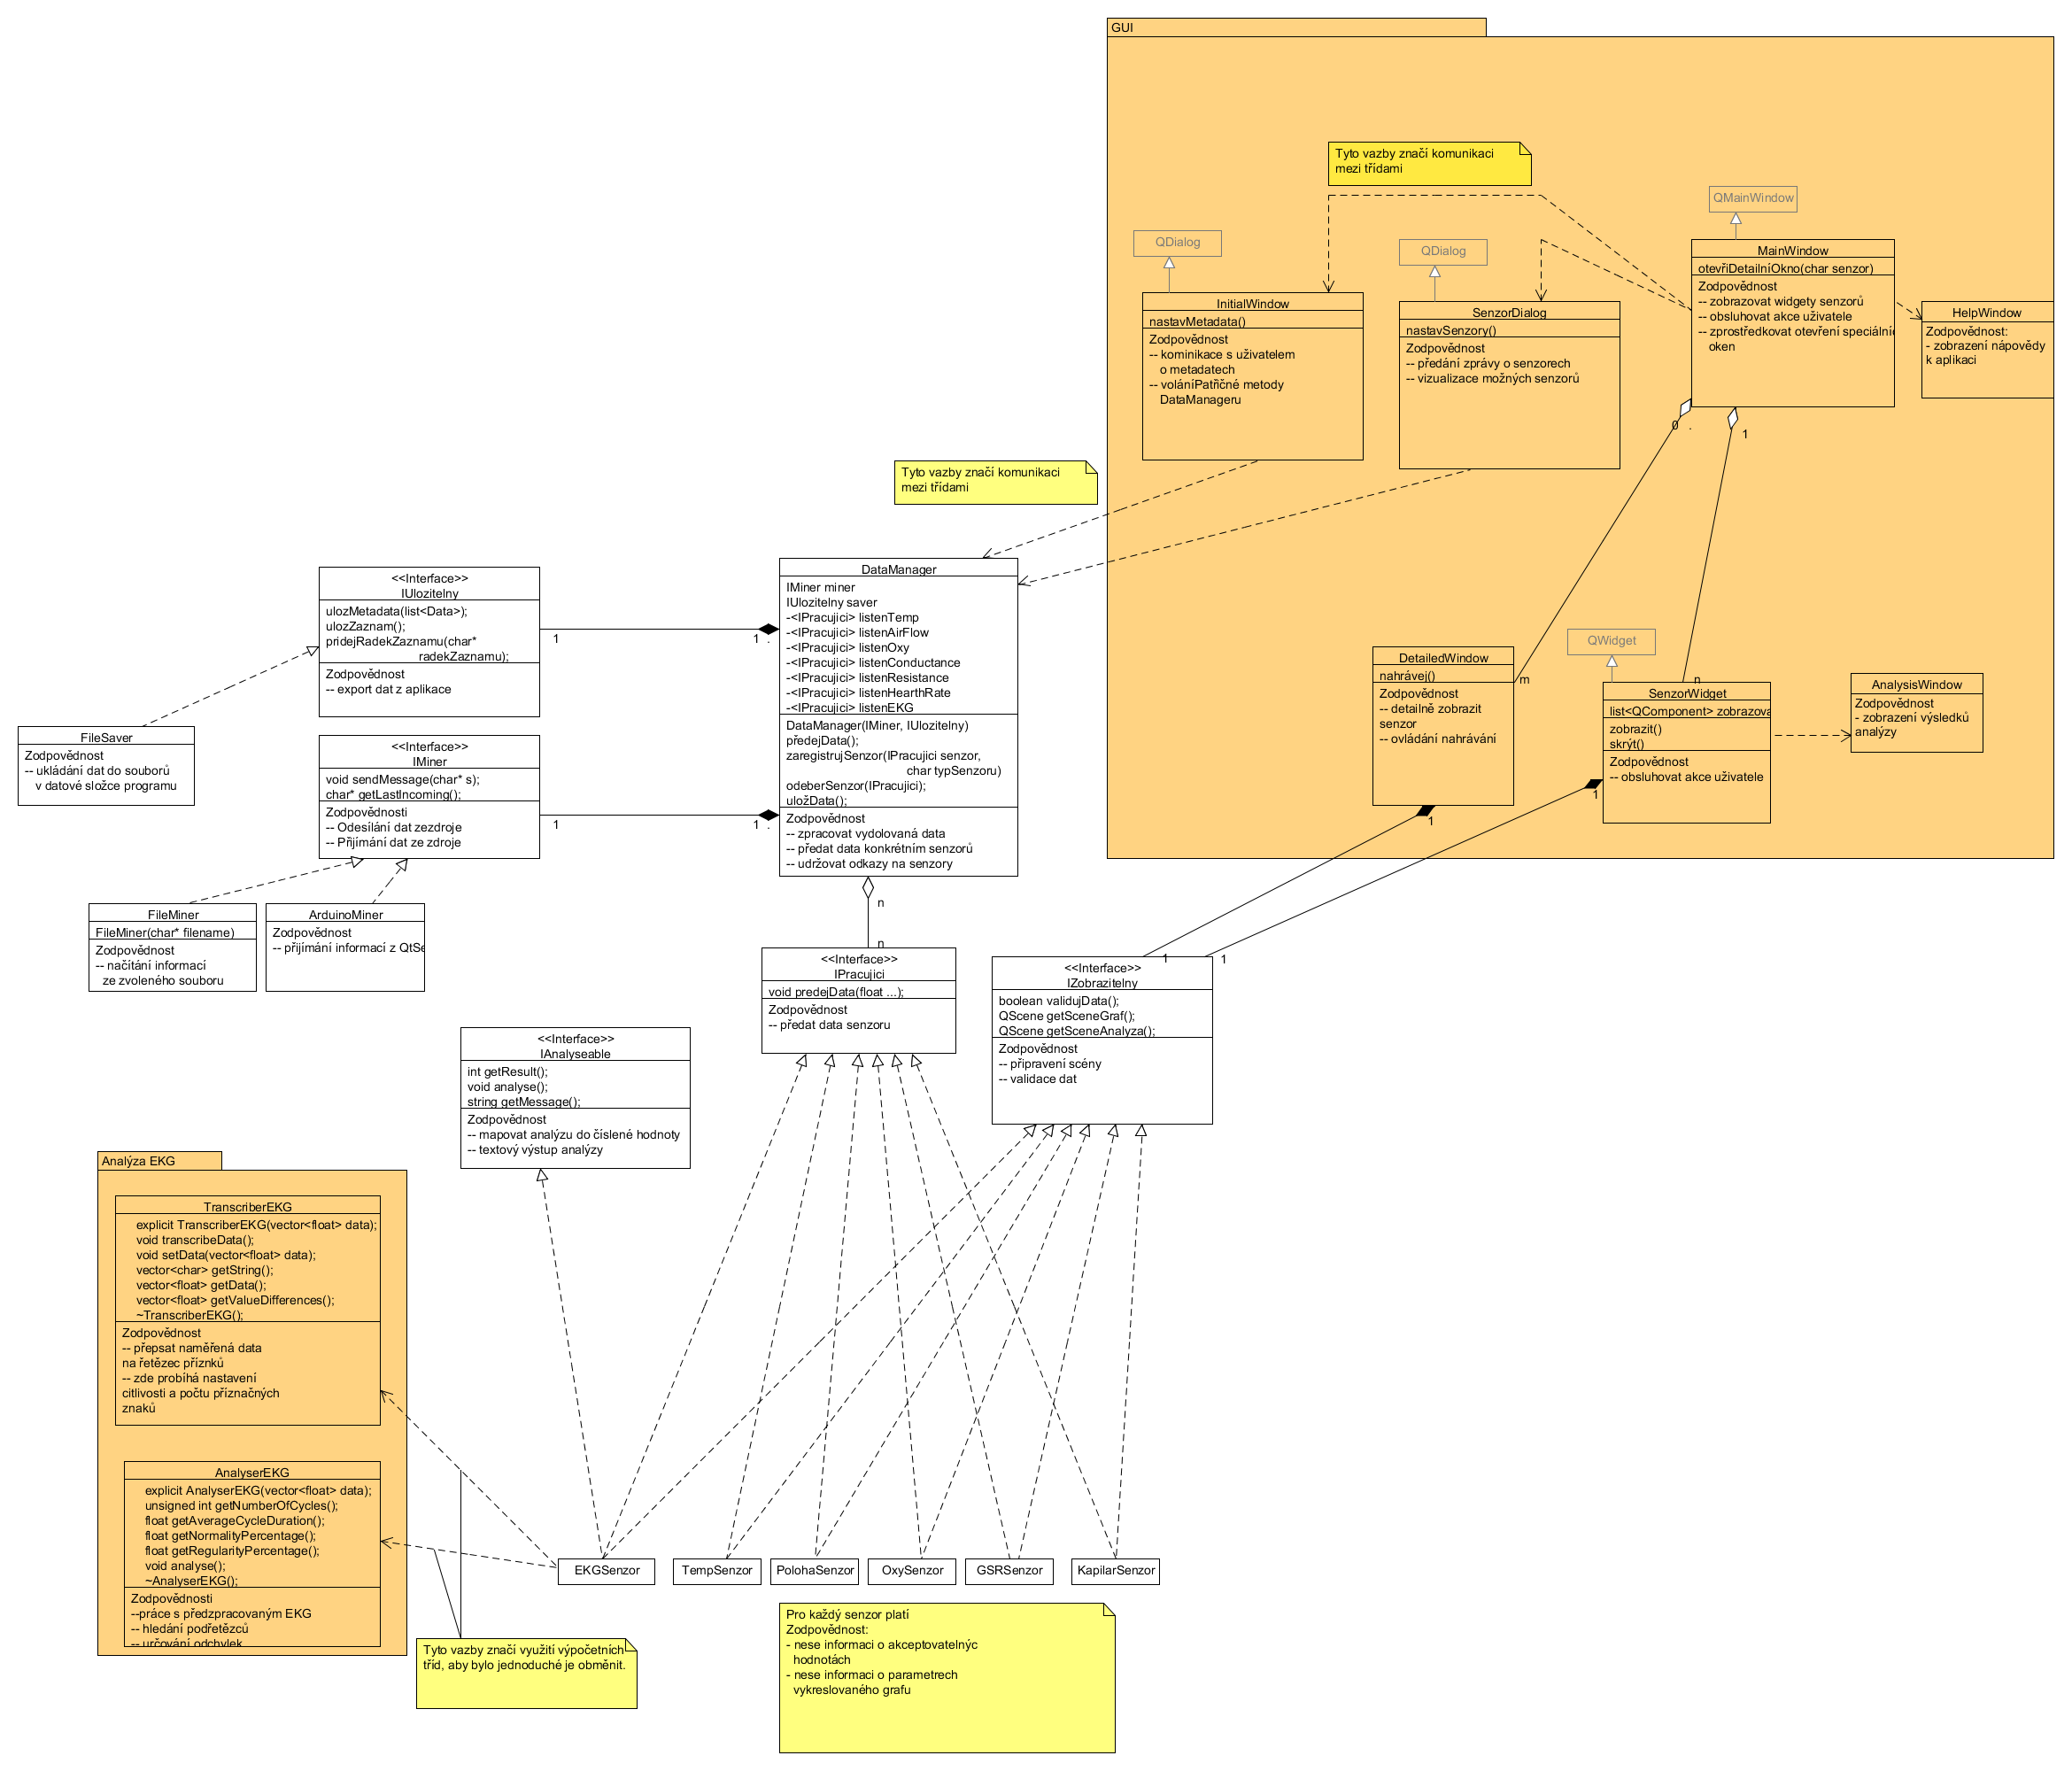 GUI
Tyto vazby značí komunikaci
mezi třídami
QMainWindow
QDialog
QDialog
MainWindow
otevřiDetailníOkno(char senzor)
Zodpovědnost
-- zobrazovat widgety senzorů
-- obsluhovat akce uživatele
-- zprostředkovat otevření speciálníc
oken
HelpWindow
Zodpovědnost:
- zobrazení nápovědy
k aplikaci
InitialWindow
nastavMetadata()
Zodpovědnost
-- kominikace s uživatelem
o metadatech
-- voláníPatřičné metody
DataManageru
SenzorDialog
nastavSenzory()
Zodpovědnost
-- předání zprávy o senzorech
-- vizualizace možných senzorů
0 .
1
Tyto vazby značí komunikaci
mezi třídami
DataManager
IMiner miner
IUlozitelny saver
-<IPracujici> listenTemp
-<IPracujici> listenAirFlow
-<IPracujici> listenOxy
-<IPracujici> listenConductance
-<IPracujici> listenResistance
-<IPracujici> listenHearthRate
-<IPracujici> listenEKG
DataManager(IMiner, IUlozitelny)
předejData();
zaregistrujSenzor(IPracujici senzor,
char typSenzoru)
odeberSenzor(IPracujici);
uložData();
Zodpovědnost
-- zpracovat vydolovaná data
-- předat data konkrétním senzorů
-- udržovat odkazy na senzory
<<Interface>>
IUlozitelny
ulozMetadata(list<Data>);
ulozZaznam();
pridejRadekZaznamu(char*
radekZaznamu);
Zodpovědnost
-- export dat z aplikace
1
1 .
FileSaver
Zodpovědnost
-- ukládání dat do souborů
v datové složce programu
<<Interface>>
IMiner
void sendMessage(char* s);
char* getLastIncoming();
Zodpovědnosti
-- Odesílání dat zezdroje
-- Přijímání dat ze zdroje
1
1 .
QWidget
DetailedWindow
nahrávej()
Zodpovědnost
-- detailně zobrazit
senzor
-- ovládání nahrávání
m
n
SenzorWidget
list<QComponent> zobrazova
zobrazit()
skrýt()
Zodpovědnost
-- obsluhovat akce uživatele
AnalysisWindow
Zodpovědnost
- zobrazení výsledků
analýzy
1
1
FileMiner
FileMiner(char* filename)
Zodpovědnost
-- načítání informací
ze zvoleného souboru
ArduinoMiner
Zodpovědnost
-- přijímání informací z QtSe
n
n
<<Interface>>
IPracujici
void predejData(float ...);
Zodpovědnost
-- předat data senzoru
1
1
<<Interface>>
IZobrazitelny
boolean validujData();
QScene getSceneGraf();
QScene getSceneAnalyza();
Zodpovědnost
-- připravení scény
-- validace dat
<<Interface>>
IAnalyseable
int getResult();
void analyse();
string getMessage();
Zodpovědnost
-- mapovat analýzu do číslené hodnoty
-- textový výstup analýzy
Analýza EKG
TranscriberEKG
explicit TranscriberEKG(vector<float> data);
void transcribeData();
void setData(vector<float> data);
vector<char> getString();
vector<float> getData();
vector<float> getValueDifferences();
~TranscriberEKG();
Zodpovědnost
-- přepsat naměřená data
na řetězec příznků
-- zde probíhá nastavení
citlivosti a počtu příznačných
znaků
AnalyserEKG
explicit AnalyserEKG(vector<float> data);
unsigned int getNumberOfCycles();
float getAverageCycleDuration();
float getNormalityPercentage();
float getRegularityPercentage();
void analyse();
~AnalyserEKG();
Zodpovědnosti
--práce s předzpracovaným EKG
-- hledání podřetězců
-- určování odchylek
EKGSenzor
TempSenzor
PolohaSenzor
OxySenzor
GSRSenzor
KapilarSenzor
Tyto vazby značí využití výpočetních
tříd, aby bylo jednoduché je obměnit.
Pro každý senzor platí
Zodpovědnost:
- nese informaci o akceptovatelnýc
hodnotách
- nese informaci o parametrech
vykreslovaného grafu